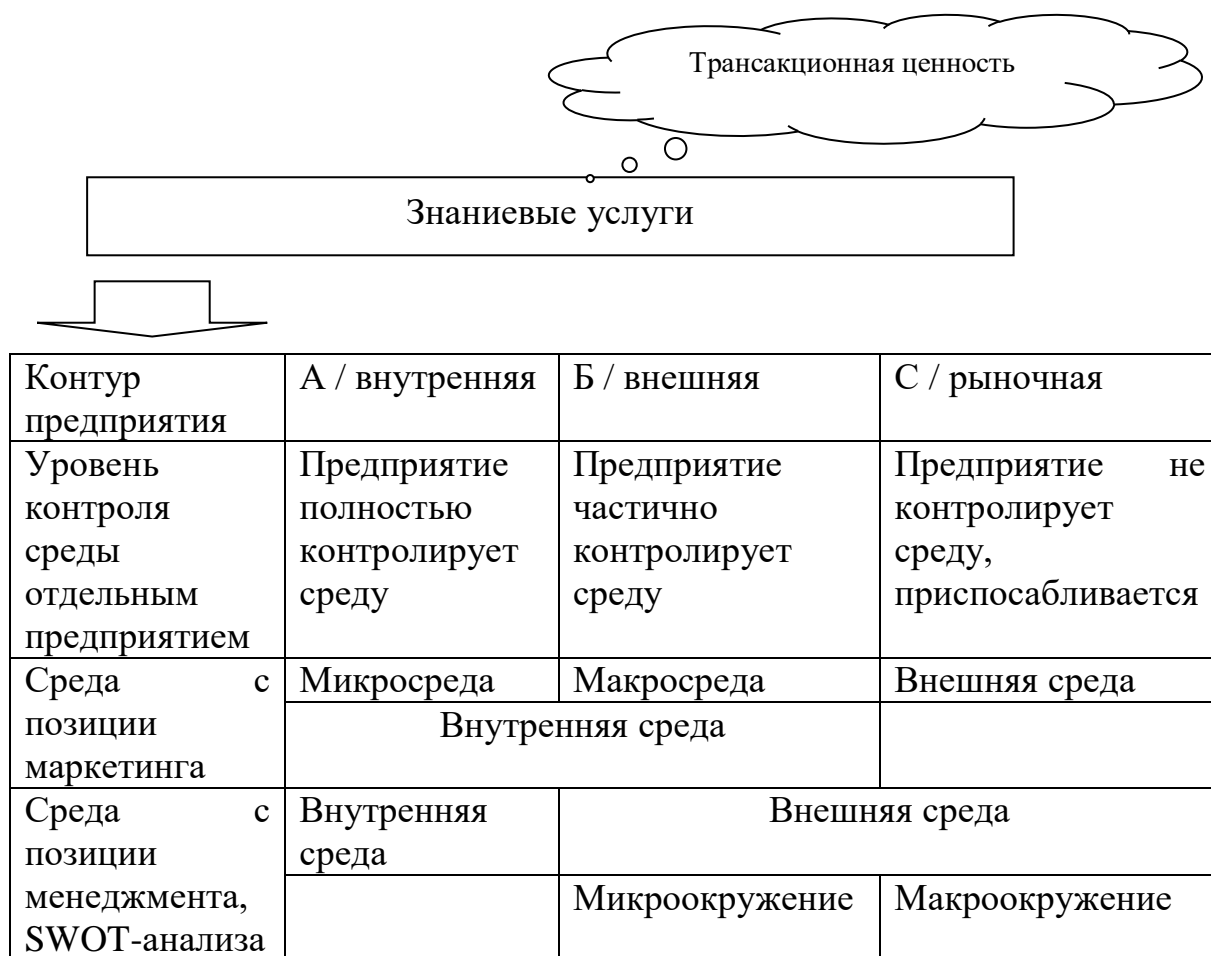 Трансакционная ценность
Знаниевые услуги
Контур
предприятия
А / внутренняя
Б / внешняя
С / рыночная
Уровень
контроля
среды
отдельным
предприятием
Предприятие
полностью
контролирует
среду
Предприятие
частично
контролирует
среду
Предприятие не
контролирует
среду,
приспосабливается
Среда с
позиции
маркетинга
Микросреда
Макросреда
Внешняя среда
Внутренняя среда
Среда с
позиции
менеджмента,
SWOT-анализа
Внутренняя
среда
Внешняя среда
Микроокружение
Макроокружение